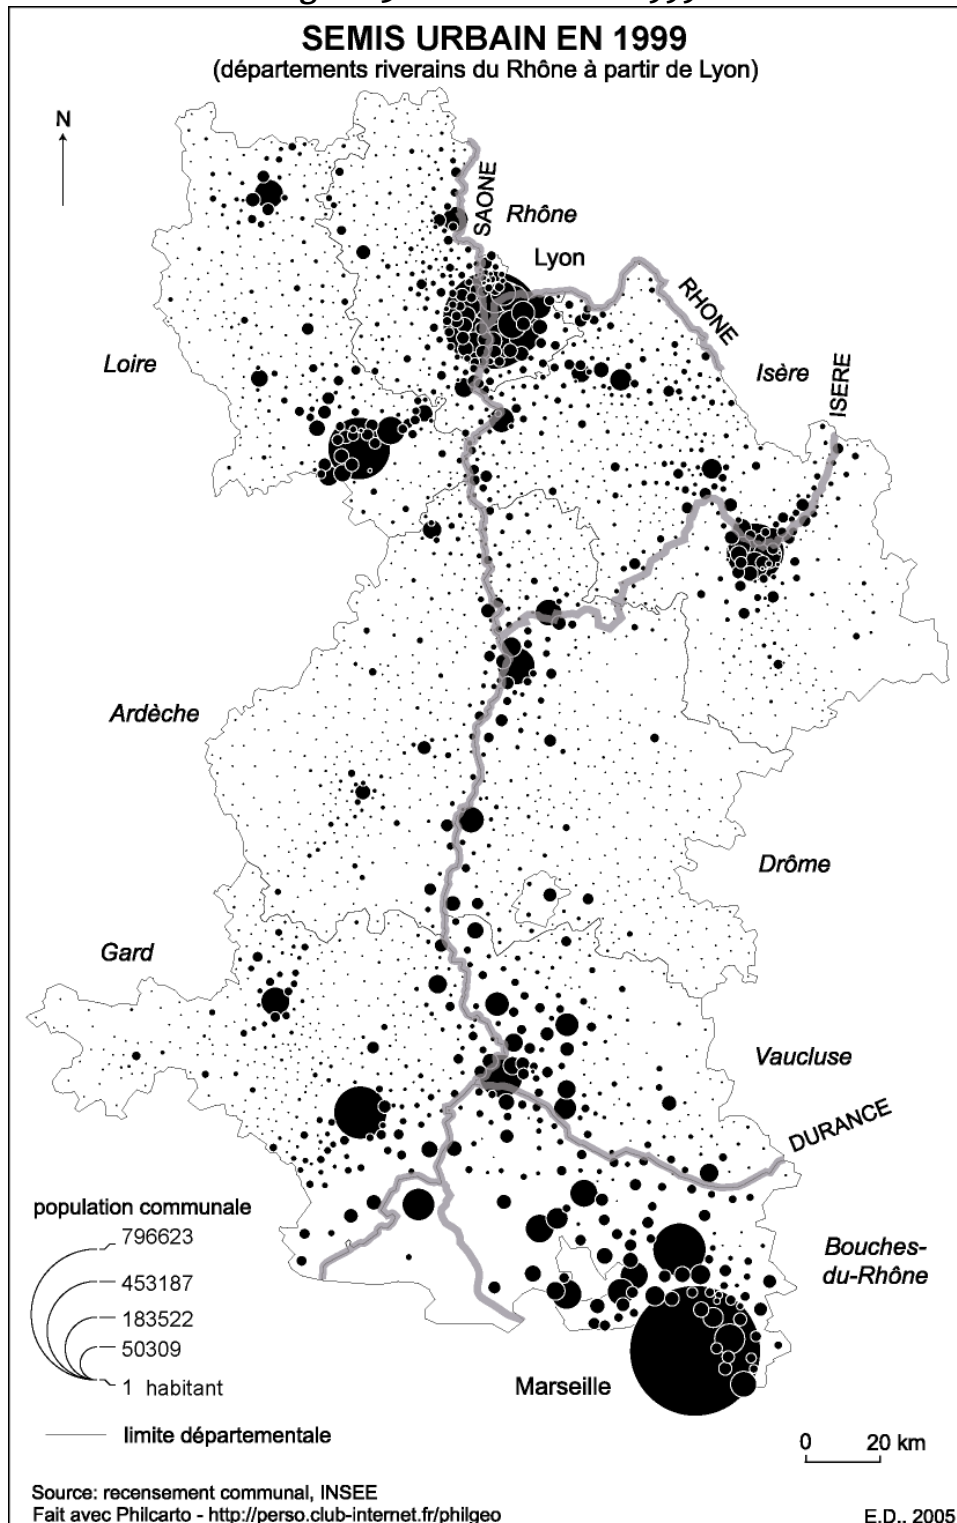 SEMIS URBAIN EN 1999
(départements riverains du Rhône à partir de Lyon)
N
SAONE
Rhône
Lyon
RHONE
Loire
Isère
ISERE
Ardèche
Drôme
Gard
Vaucluse
DURANCE
population communale
796623
453187
183522
50309
1 habitant
Bouches-
du-Rhône
Marseille
limite départementale
0 20 km
Source: recensement communal, INSEE
Fait avec Philcarto - http://perso.club-internet.fr/philgeo
E.D., 2005